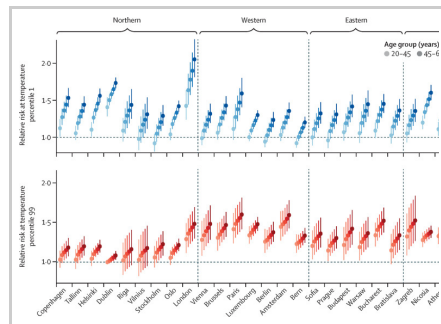 Northern
Western
Eastern
Age group (years)
20–45
45–6
Relative risk at temperature
percentile 1
2·0
1·5
1·0
Relative risk at temperature
percentile 99
2·0
1·5
1·0
Copenhagen
Tallinn
Helsinki
Dublin
Riga
Vilnius
Stockholm
Oslo
London
Vienna
Brussels
Paris
Luxembourg
Berlin
Amsterdam
Bern
Sofia
Prague
Budapest
Warsaw
Bucharest
Bratislava
Zagreb
Nicosia
Athe